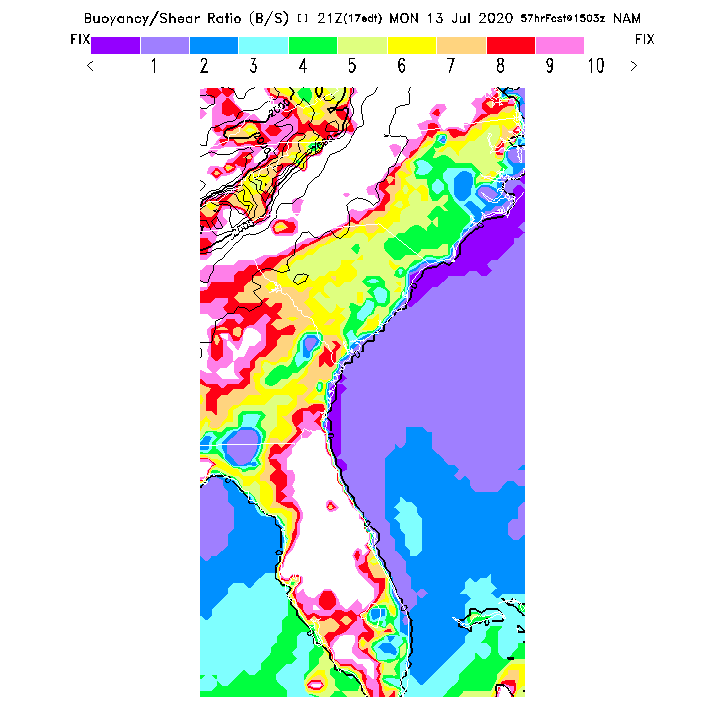 Buoyancy/Shear Ratio (B/S) [] 21Z(17edt) MON 13 Jul 2020 57hrFcst@1503z NAM
FIX FIX
< 1 2 3 4 5 6 7 8 9 10 >